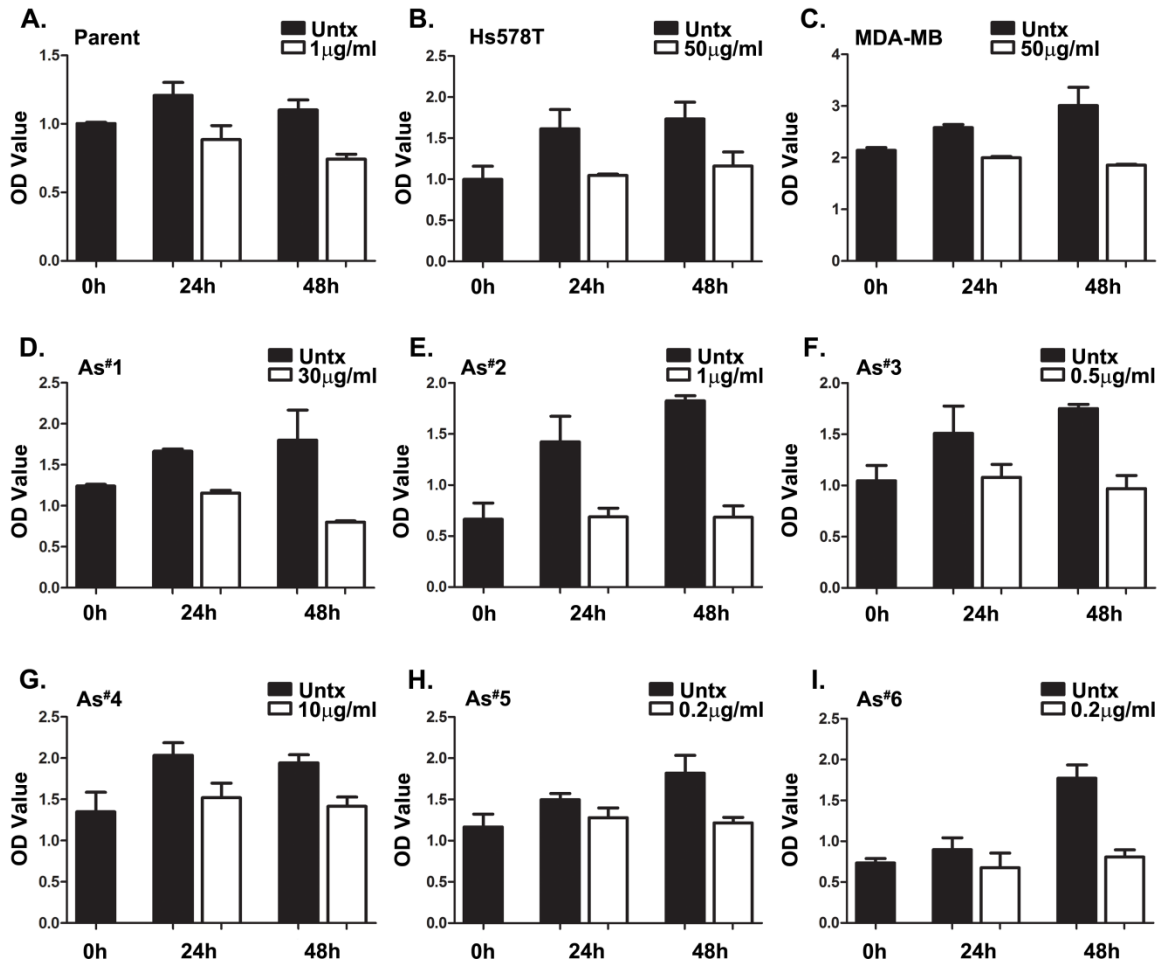 A.
Parent
Untx
1μg/ml
OD Value
1.5
1.0
0.5
0.0
0h 24h 48h
B.
Hs578T
Untx
50μg/ml
OD Value
2.5
2.0
1.5
1.0
0.5
0.0
0h 24h 48h
C.
MDA-MB
Untx
50μg/ml
OD Value
4
3
2
4
0
0h 24h 48h
D.
As#1
Untx
30μg/ml
OD Value
2.5
2.0
1.5
1.0
0.5
0.0
0h 24h 48h
E.
As#2
Untx
1μg/ml
OD Value
2.0
1.5
1.0
0.5
0.0
0h 24h 48h
F.
As#3
Untx
0.5μg/ml
OD Value
2.0
1.5
1.0
0.5
0.0
0h 24h 48h
G.
As#4
Untx
10μg/ml
OD Value
2.5
2.0
1.5
1.0
0.5
0.0
0h 24h 48h
H.
As#5
Untx
0.2μg/ml
OD Value
2.5
2.0
1.5
1.0
0.5
0.0
0h 24h 48h
I.
As#6
Untx
0.2μg/ml
OD Value
2.5
2.0
1.5
1.0
0.5
0.0
0h 24h 48h